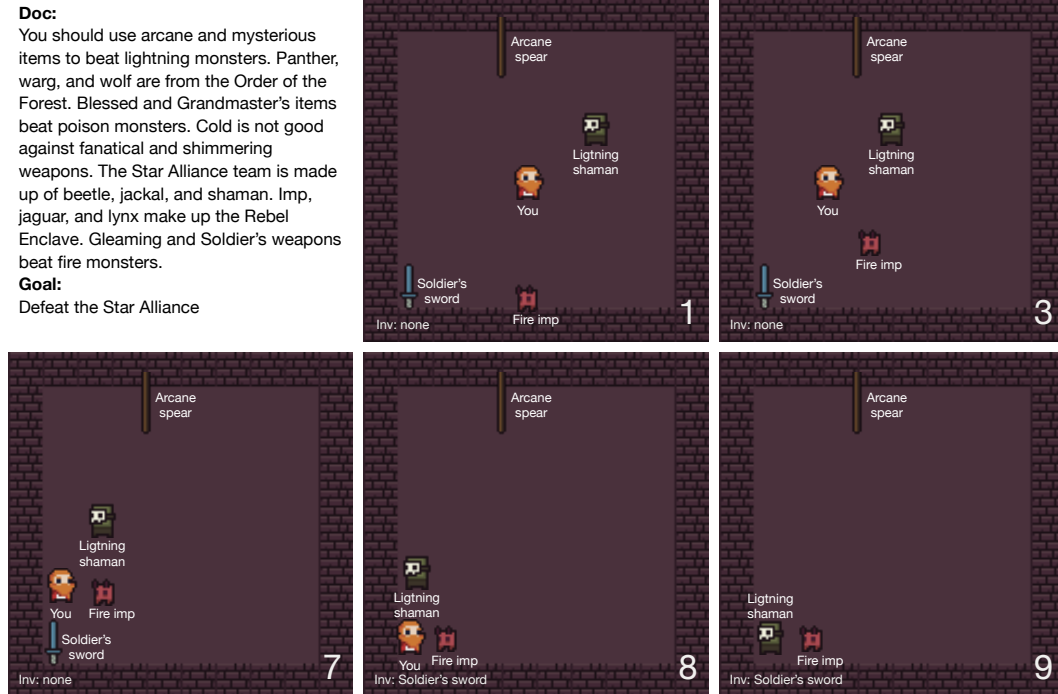 Doc:
You should use arcane and mysterious
items to beat lightning monsters. Panther,
warg, and wolf are from the Order of the
Forest. Blessed and Grandmaster's items
beat poison monsters. Cold is not good
against fanatical and shimmering
weapons. The Star Alliance team is made
up of beetle, jackal, and shaman. Imp,
jaguar, and lynx make up the Rebel
Enclave. Gleaming and Soldier's weapons
beat fire monsters.
Goal:
Defeat the Star Alliance
Arcane
spear
Ligtning
shaman
You
Soldier's
sword
Fire imp
Inv: none
1
Arcane
spear
Ligtning
shaman
You
Fire imp
Soldier's
sword
Inv: none
3
Arcane
spear
Ligtning
shaman
You
Fire imp
Soldier's
sword
Inv: none
7
Arcane
spear
Ligtning
shaman
You
Fire imp
Inv: Soldier's sword
8
Arcane
spear
Ligtning
shaman
Fire imp
Inv: Soldier's sword
9